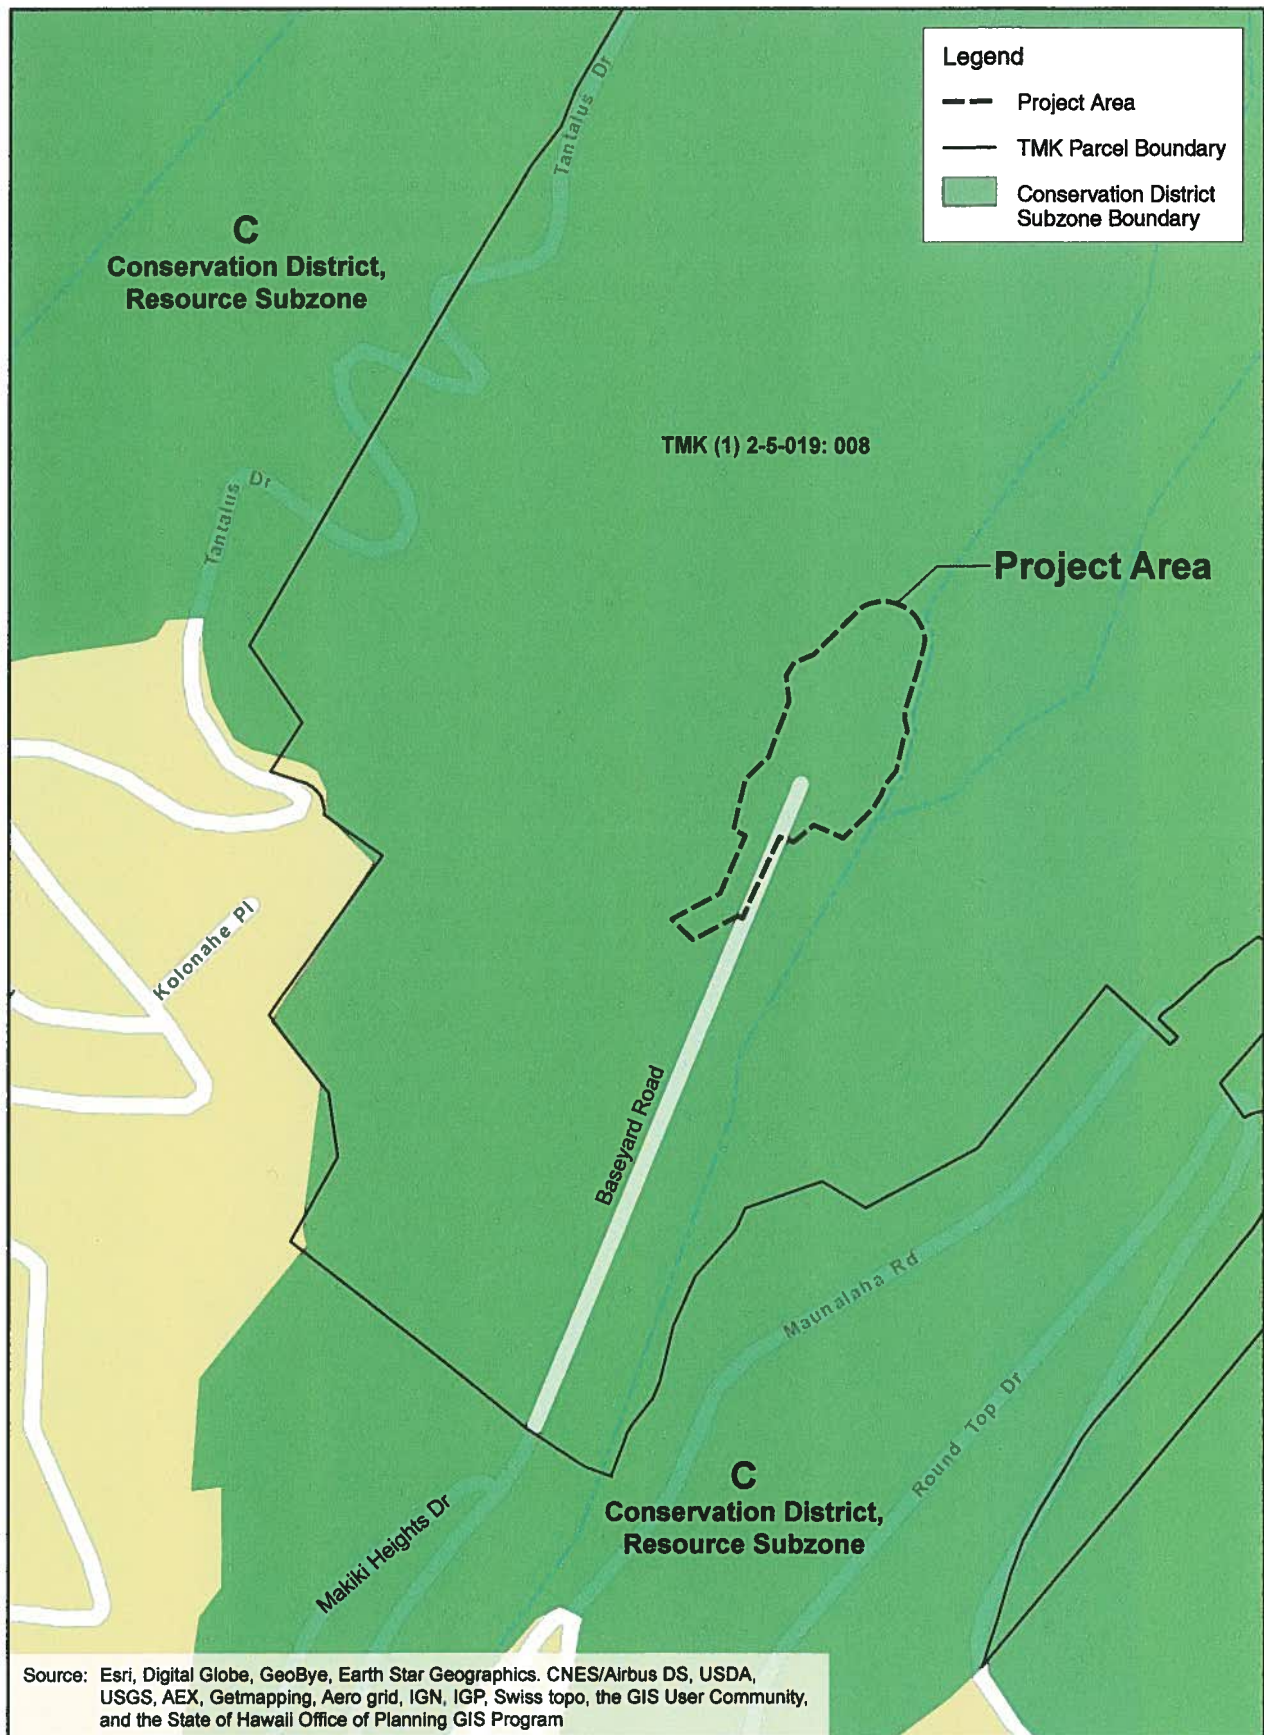 Legend
Project Area
TMK Parcel Boundary
Conservation District
Subzone Boundary
Tantalus Dr
C
Conservation District,
Resource Subzone
TMK (1) 2-5-019: 008
Tantalus Dr
Project Area
Kolonahe Pl
Baseyard Road
Maunalaha Rd
Round Top Dr
C
Conservation District,
Resource Subzone
Makiki Heights Dr
Source: Esri, Digital Globe, GeoBye, Earth Star Geographics. CNES/Airbus DS, USDA,
USGS, AEX, Getmapping, Aero grid, IGN, IGP, Swiss topo, the GIS User Community,
and the State of Hawaii Office of Planning GIS Program